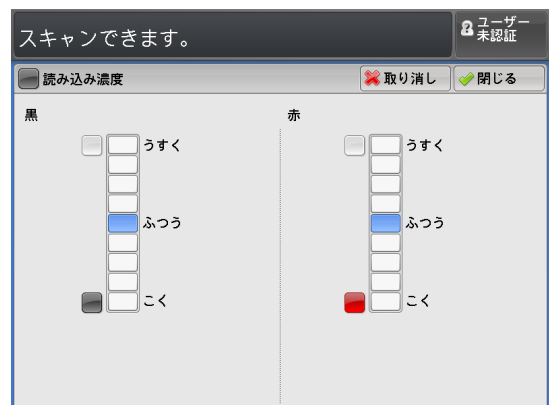 スキャンできます。
ユーザー
未認証
読み込み濃度
取り消し
閉じる
黒
赤
うすく
うすく
ふつう
ふつう
こく
こく